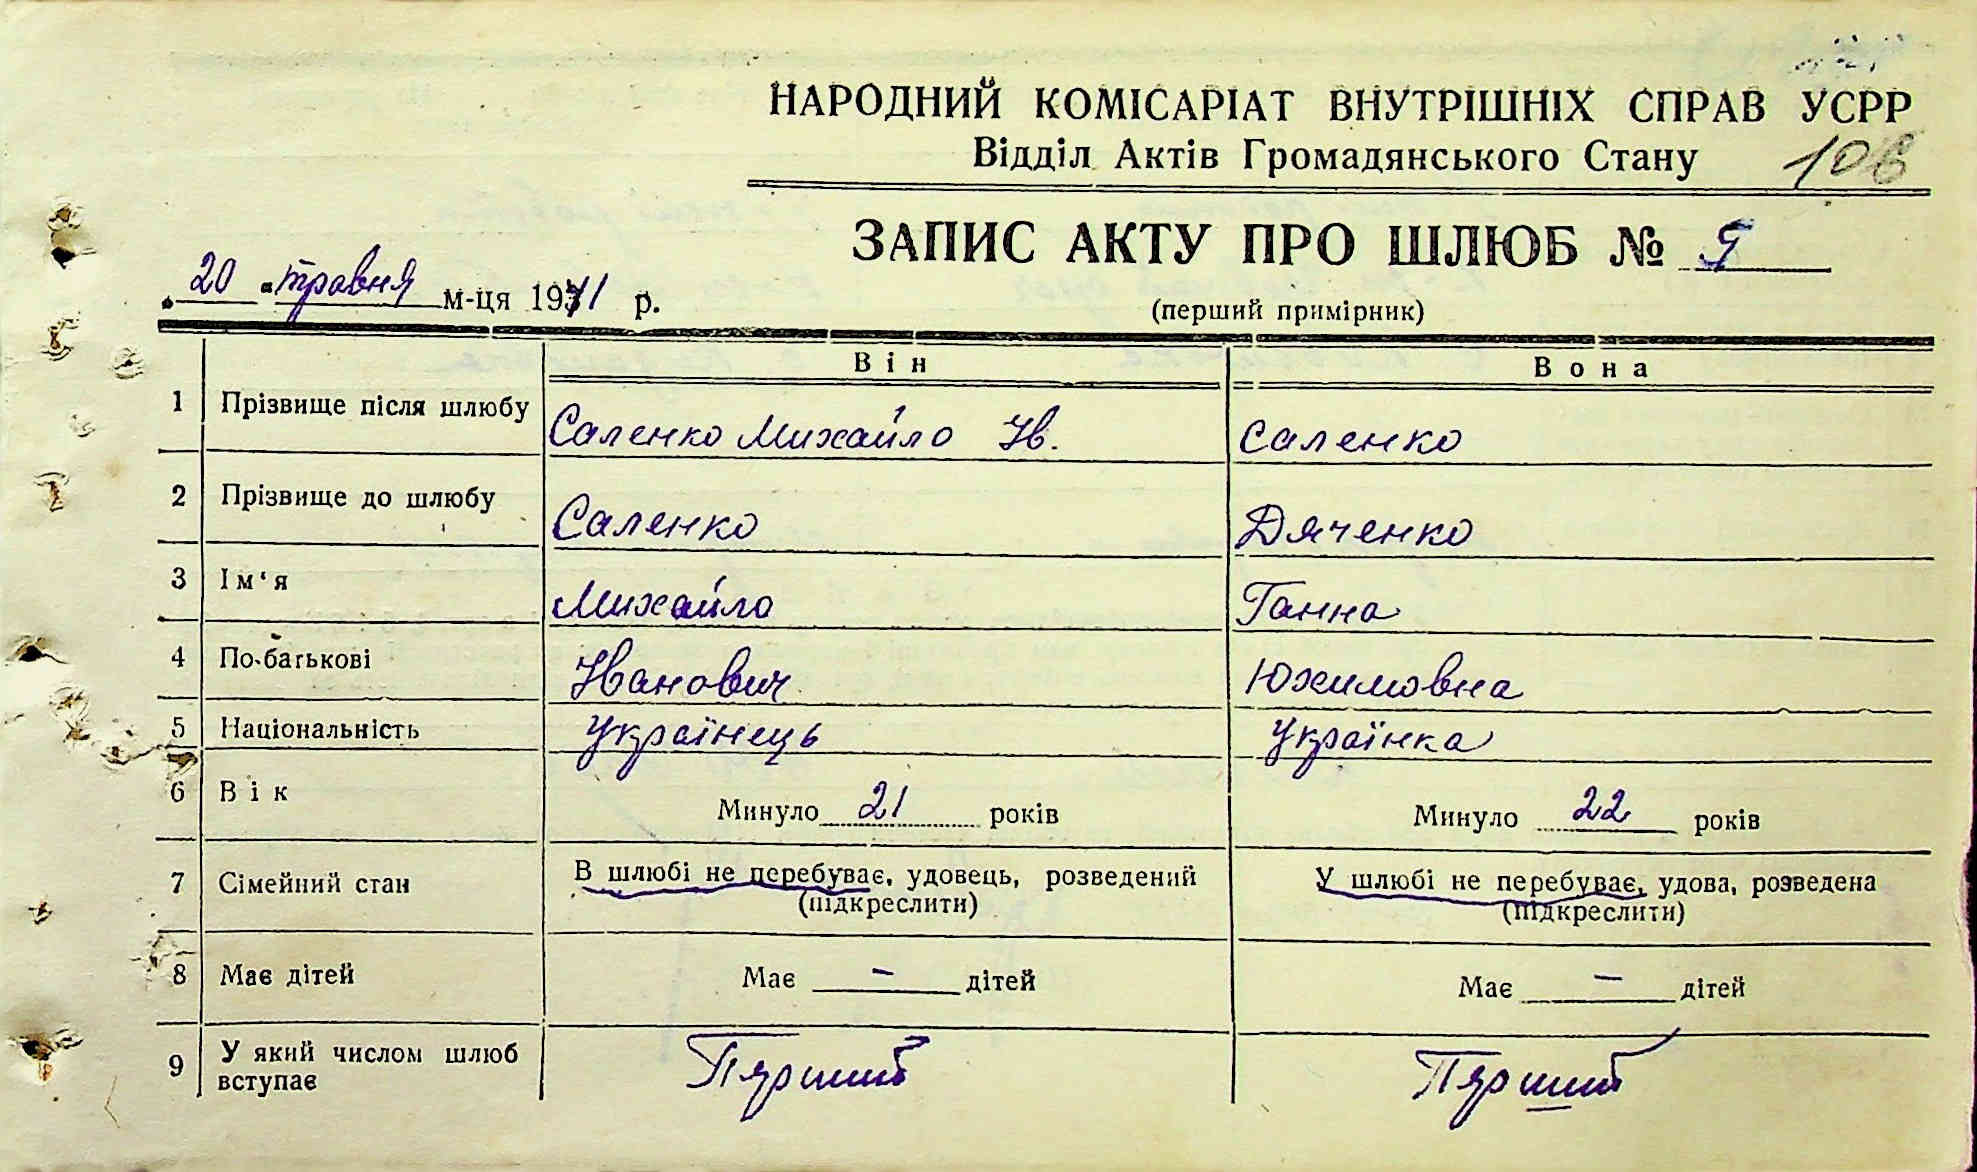 НАРОДНИЙ КОМІСАРІАТ ВНУТРІШНІХ СПРАВ УСРР
Відділ Актів Громадянського Стану 106
ЗАПИС АКТУ ПРО ШЛЮБ №
„20" травня м-ця 1941 р.
(перший примірник)
Він Вона
1 Прізвище після шлюбу Саленко Михайло Ів. Саленко
2 Прізвище до шлюбу Саленко Дяченко
3 Ім'я Михайло Ганна
4 По-батькові Іванович Юхимовна
5 Національність Українець Українка
6 Вік Минуло 21 років Минуло 22 років
7 Сімейний стан В шлюбі не перебуває, удовець, розведений У шлюбі не перебуває, удова, розведена
(підкреслити) (підкреслити)
8 Має дітей Має – дітей Має – дітей
9 У який числом шлюб
вступає Перший Перший